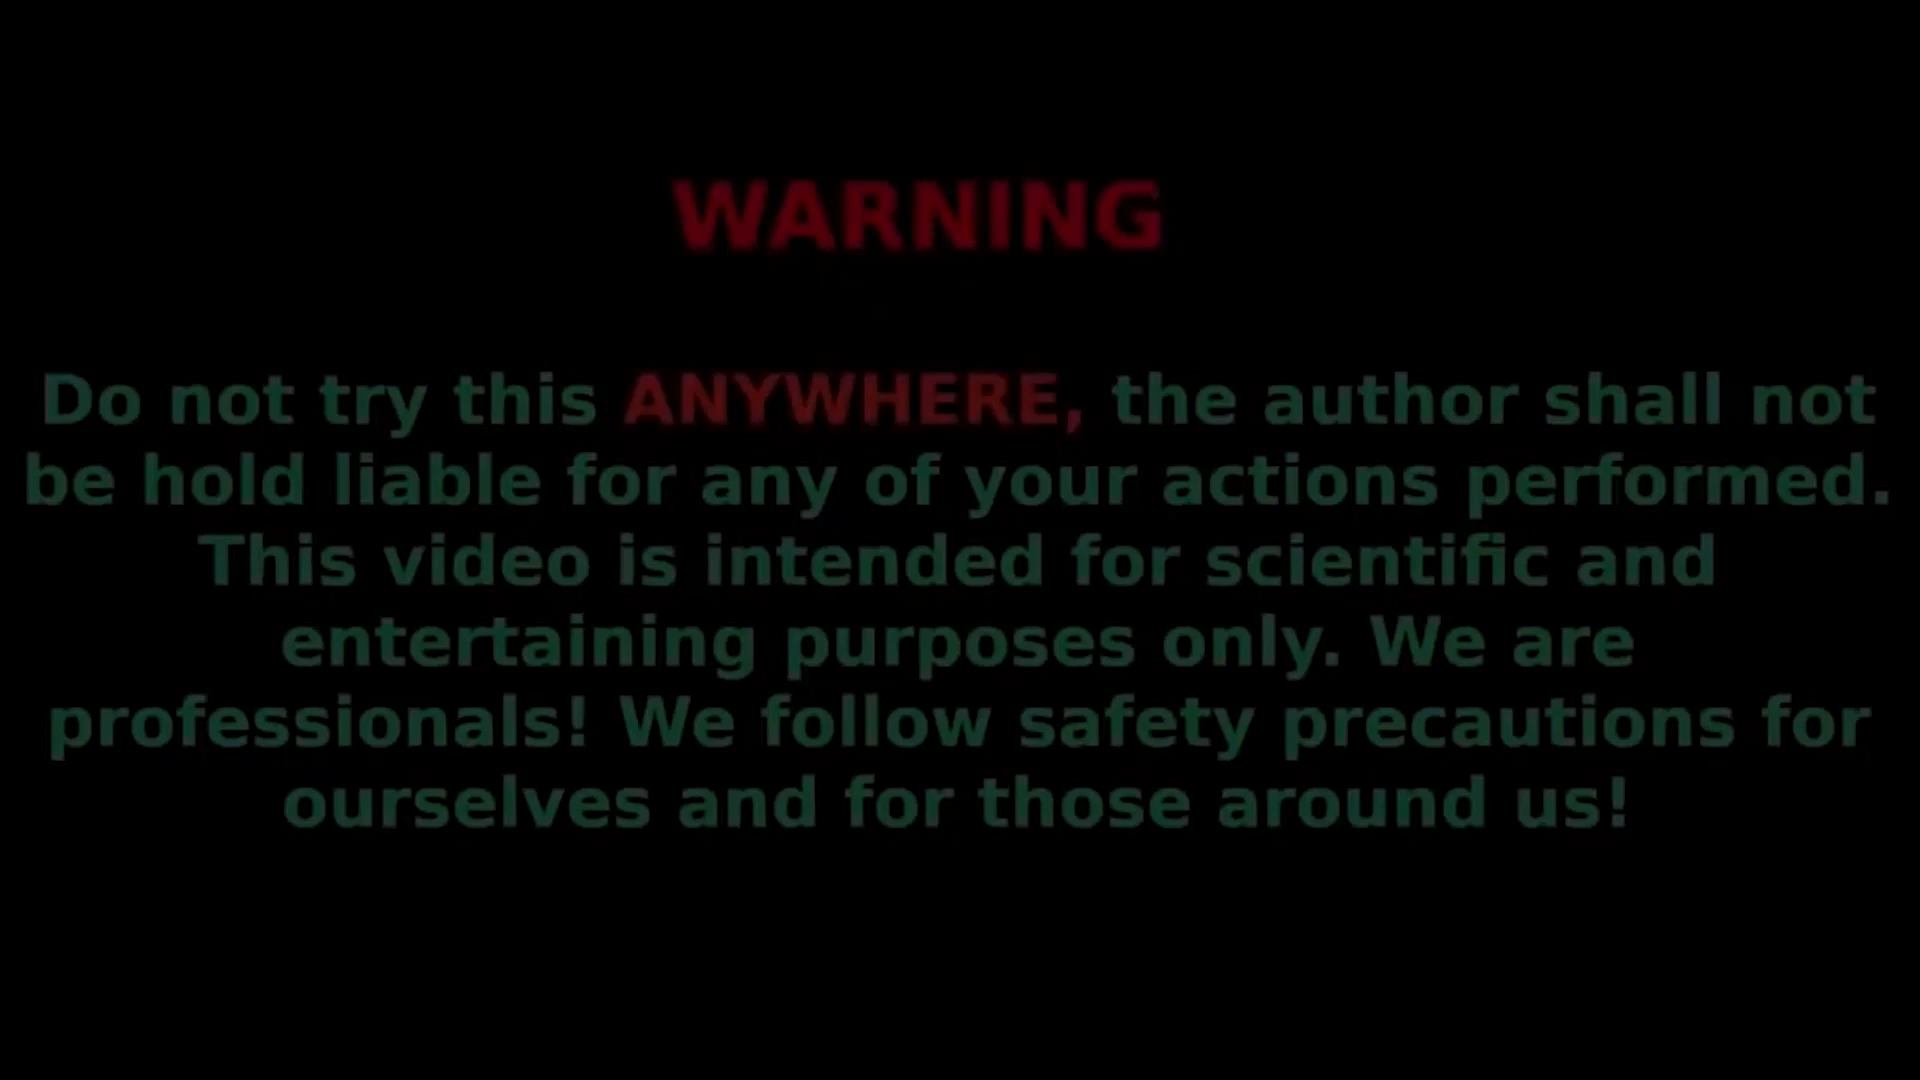 WARNING
Do not try this ANYWHERE, the author shall not
be hold liable for any of your actions performed.
This video is intended for scientific and
entertaining purposes only. We are
professionals! We follow safety precautions for
ourselves and for those around us!